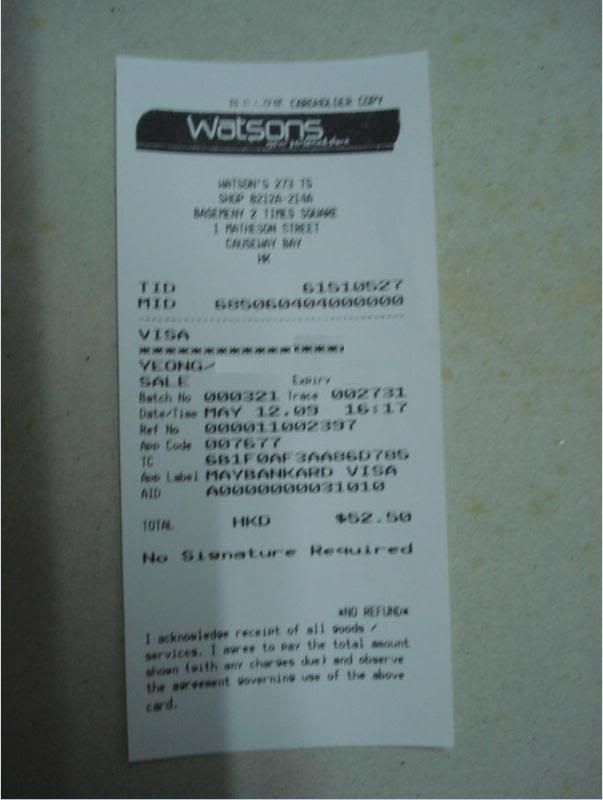 CARDHOLDER COPY
Watsons
your personal store
WATSON'S 273 TS
SHOP B212A-214A
BASEMENY 2 TIMES SQUARE
1 MATHESON STREET
CAUSEWAY BAY
HK
TID 61510527
MID 685060404000000
VISA
YEONG/
SALE Expiry
Batch No 000321 Trace 002731
Date/Time MAY 12.09 16:17
Ref No 000011002397
App Code 007677
TC 6B1F0AF3AA86D785
App Label MAYBANKARD VISA
AID A0000000031010
TOTAL HKD $52.50
No Signature Required
*NO REFUND*
I acknowledge receipt of all goods /
services. I agree to pay the total amount
shown (with any charges due) and observe
the agreement governing use of the above
card.